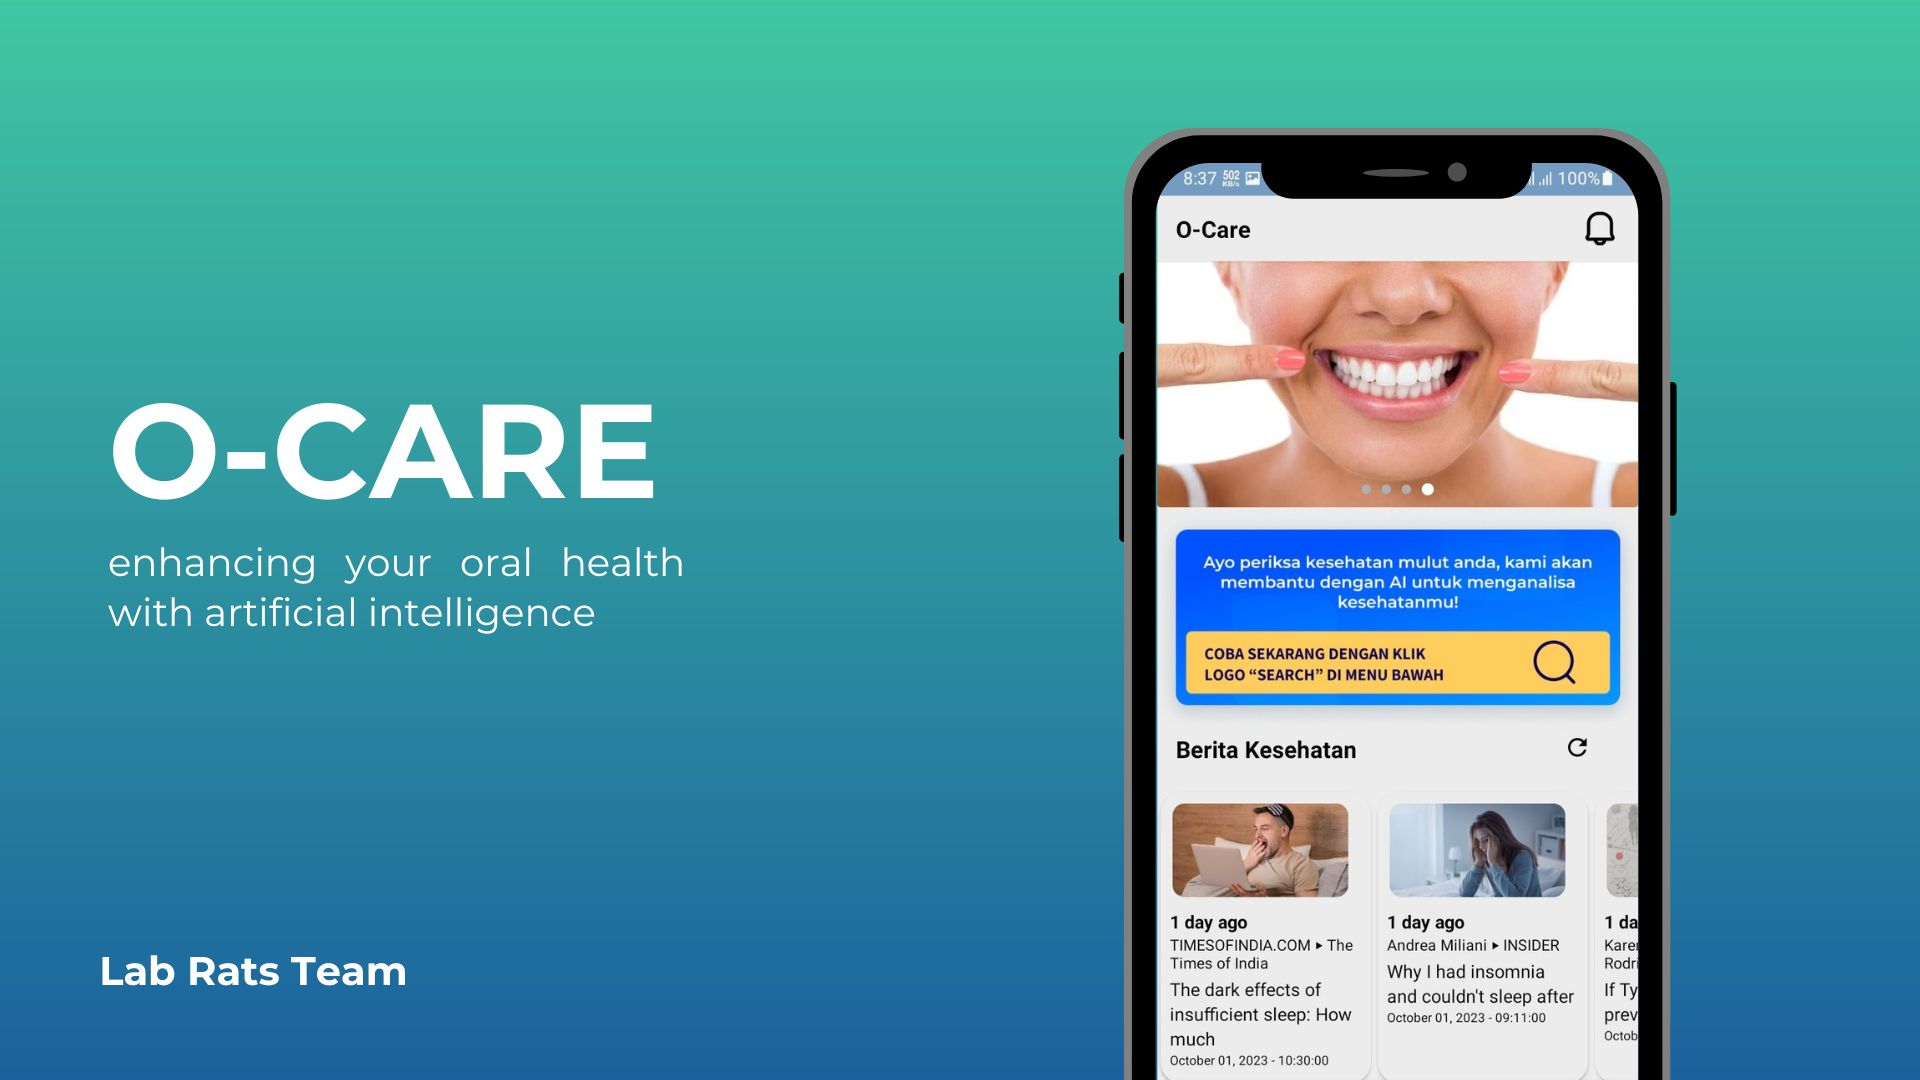 O-CARE
enhancing your oral health
with artificial intelligence
Lab Rats Team
8:37 502 KB/s 100%
O-Care
Ayo periksa kesehatan mulut anda, kami akan
membantu dengan AI untuk menganalisa
kesehatanmu!
COBA SEKARANG DENGAN KLIK
LOGO “SEARCH” DI MENU BAWAH
Berita Kesehatan
1 day ago
TIMESOFINDIA.COM ▸ The
Times of India
The dark effects of
insufficient sleep: How
much
October 01, 2023 - 10:30:00
1 day ago
Andrea Miliani ▸ INSIDER
Why I had insomnia
and couldn't sleep after
October 01, 2023 - 09:11:00
1 da
Karen
Rodri
If Ty
prev
Octob